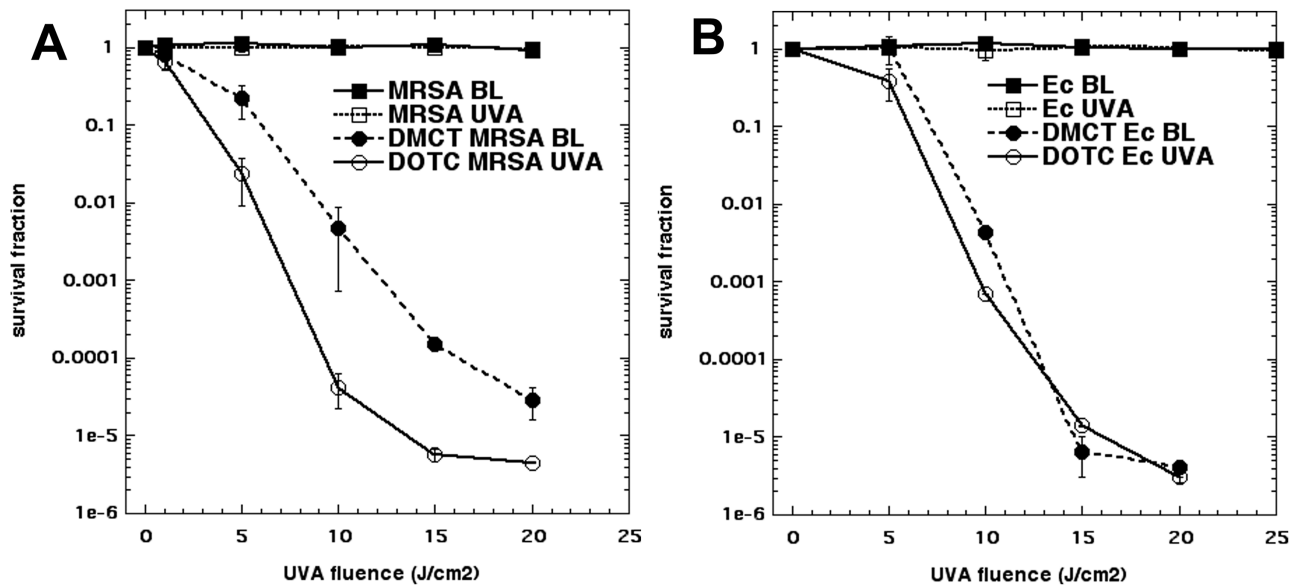 A
1
0.1
0.01
0.001
0.0001
1e-5
1e-6
survival fraction
MRSA BL
MRSA UVA
DMCT MRSA BL
DOTC MRSA UVA
0 5 10 15 20 25
UVA fluence (J/cm2)
B
1
0.1
0.01
0.001
0.0001
1e-5
1e-6
survival fraction
Ec BL
Ec UVA
DMCT Ec BL
DOTC Ec UVA
0 5 10 15 20 25
UVA fluence (J/cm2)